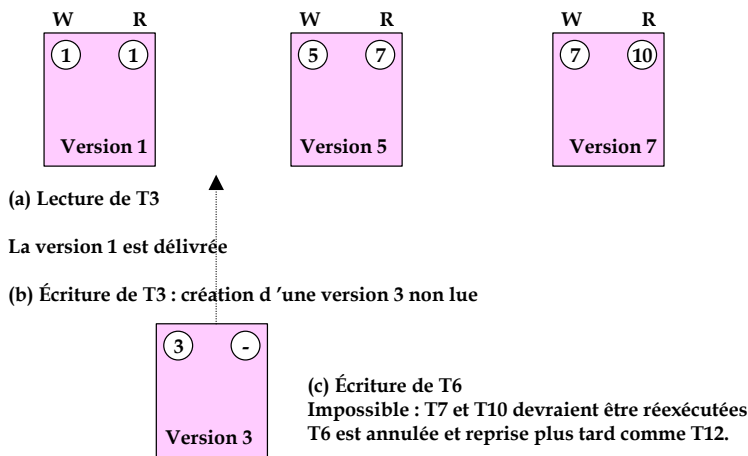 W R W R W R
1 1 5 7 7 10
Version 1 Version 5 Version 7
(a) Lecture de T3
La version 1 est délivrée
(b) Écriture de T3 : création d ’une version 3 non lue
3 -
(c) Écriture de T6
Impossible : T7 et T10 devraient être réexécutées
T6 est annulée et reprise plus tard comme T12.
Version 3